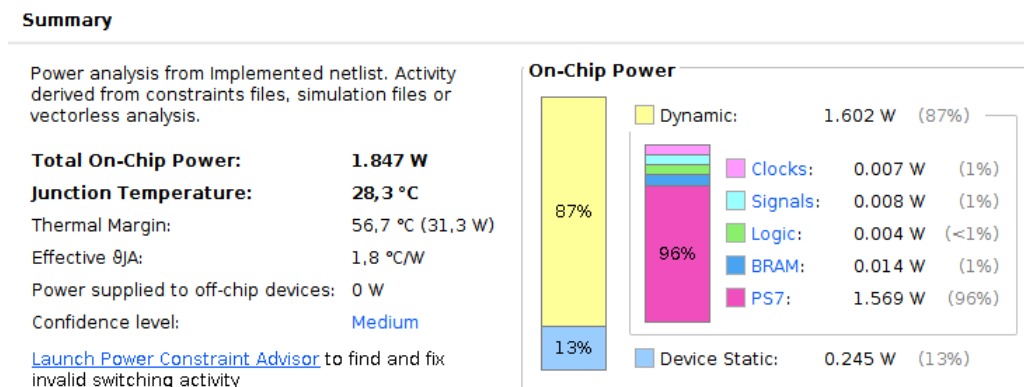 Summary
Power analysis from Implemented netlist. Activity
derived from constraints files, simulation files or
vectorless analysis.
Total On-Chip Power: 1.847 W
Junction Temperature: 28,3 °C
Thermal Margin: 56,7 °C (31,3 W)
Effective ϑJA: 1,8 °C/W
Power supplied to off-chip devices: 0 W
Confidence level: Medium
Launch Power Constraint Advisor to find and fix
invalid switching activity
On-Chip Power
87%
13%
Dynamic: 1.602 W (87%)
96%
Clocks: 0.007 W (1%)
Signals: 0.008 W (1%)
Logic: 0.004 W (<1%)
BRAM: 0.014 W (1%)
PS7: 1.569 W (96%)
Device Static: 0.245 W (13%)